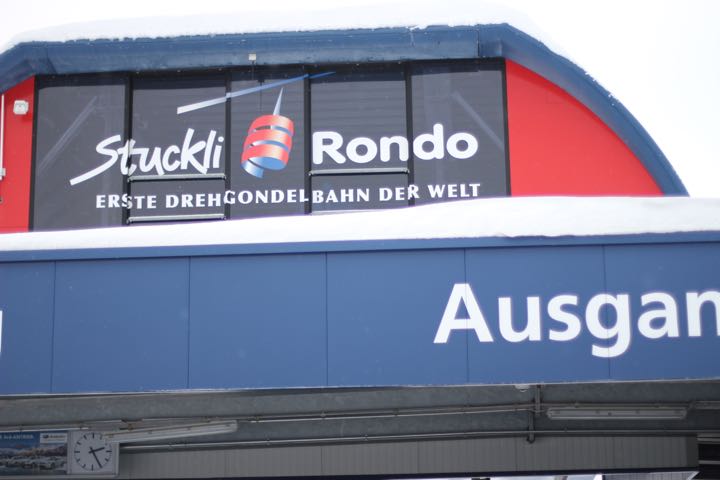 Stuckli Rondo
ERSTE DREHGONDELBAHN DER WELT
Ausgan